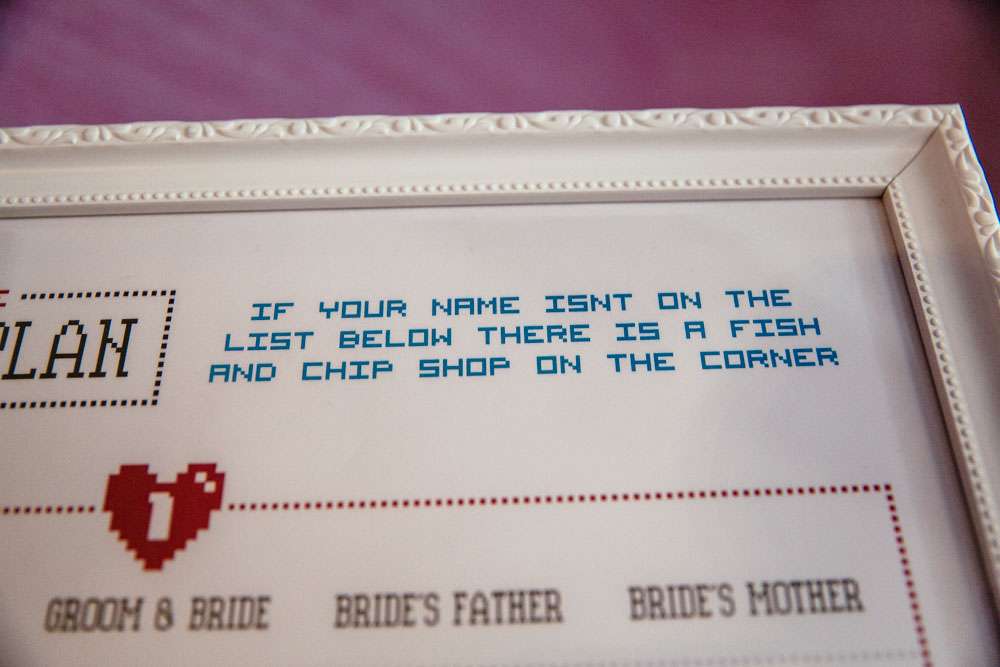 PLAN
IF YOUR NAME ISNT ON THE
LIST BELOW THERE IS A FISH
AND CHIP SHOP ON THE CORNER
1
GROOM & BRIDE BRIDE'S FATHER BRIDE'S MOTHER